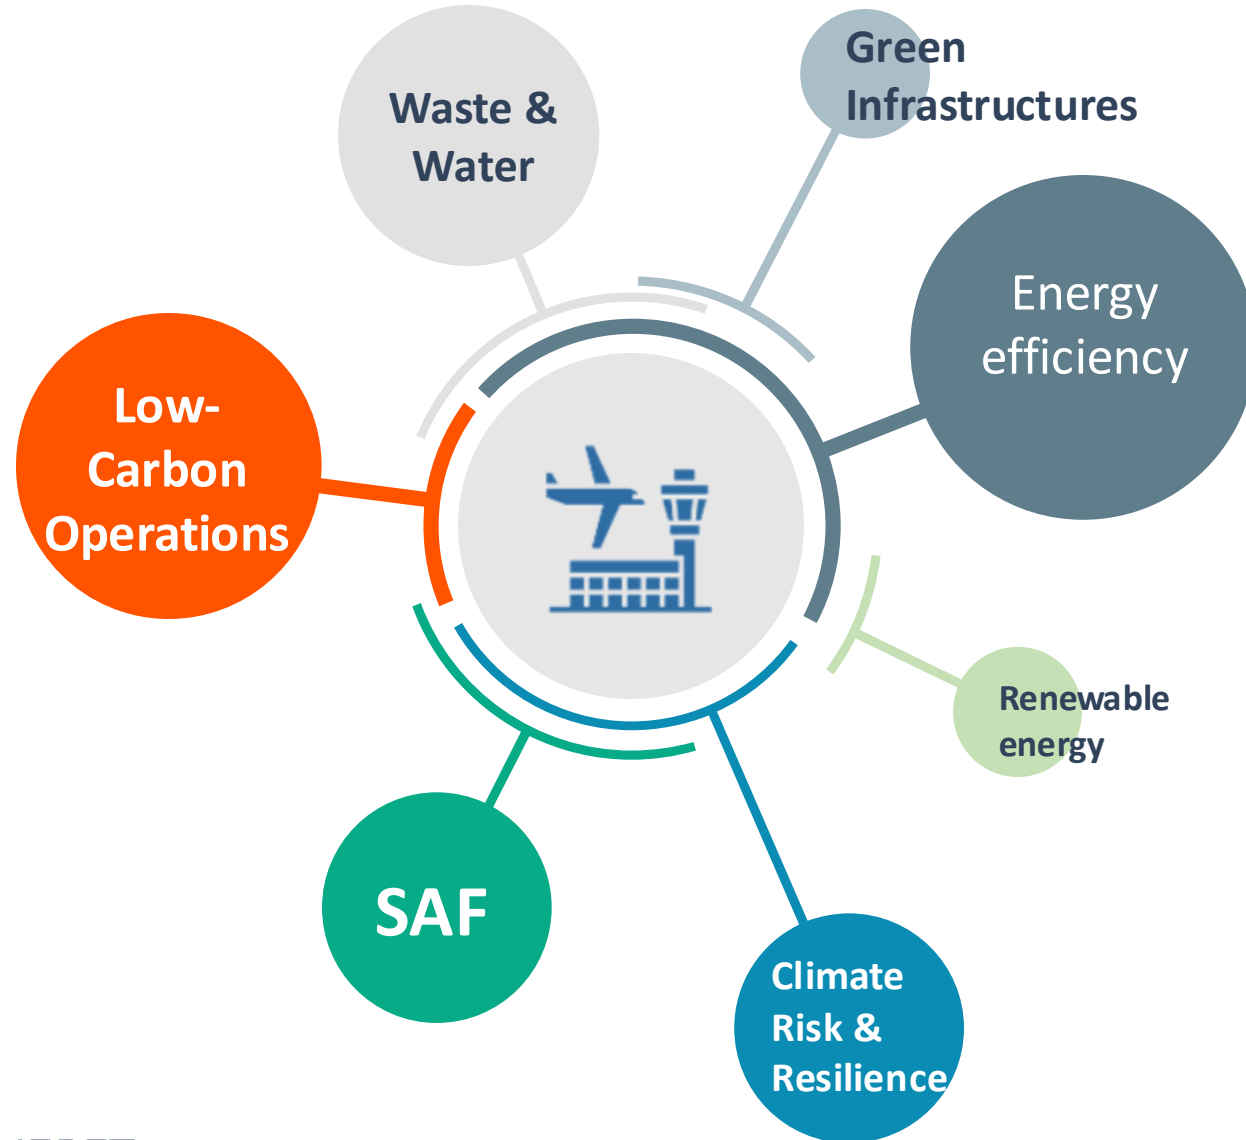 Green
Infrastructures
Waste &
Water
Energy
efficiency
Low-
Carbon
Operations
Renewable
energy
SAF
Climate
Risk &
Resilience